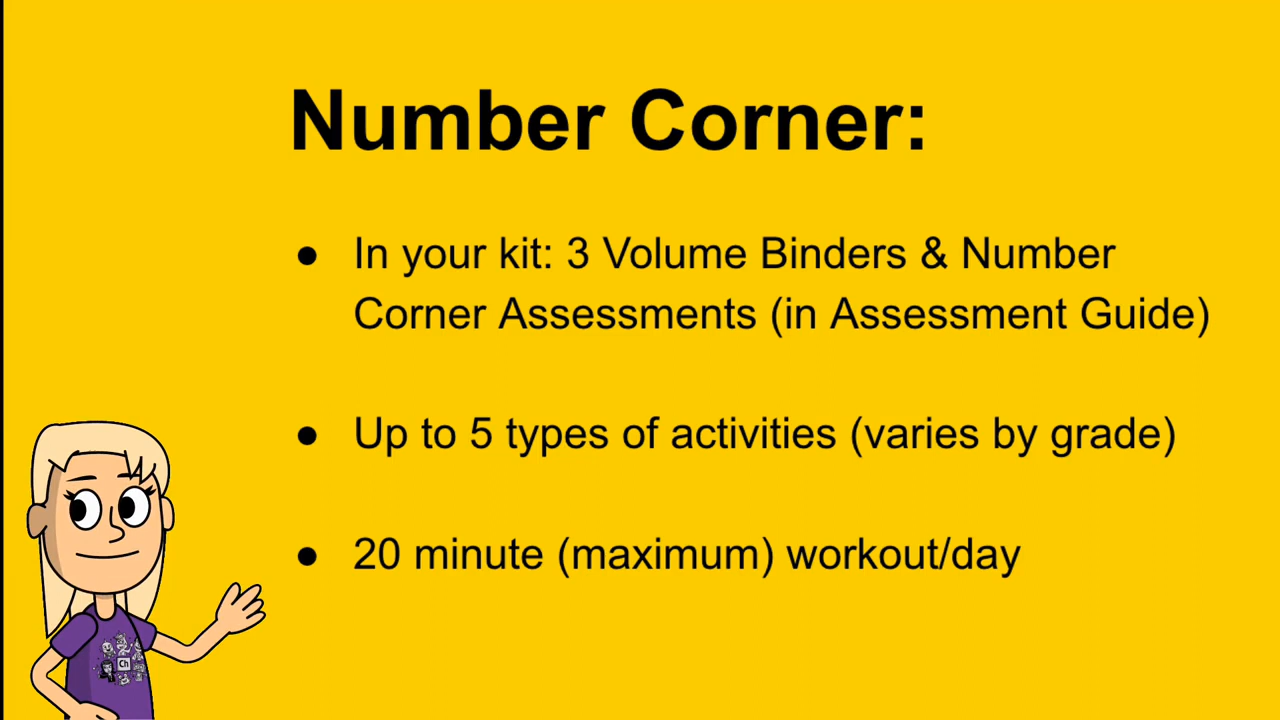 Number Corner:
● In your kit: 3 Volume Binders & Number
Corner Assessments (in Assessment Guide)
● Up to 5 types of activities (varies by grade)
● 20 minute (maximum) workout/day
Ch